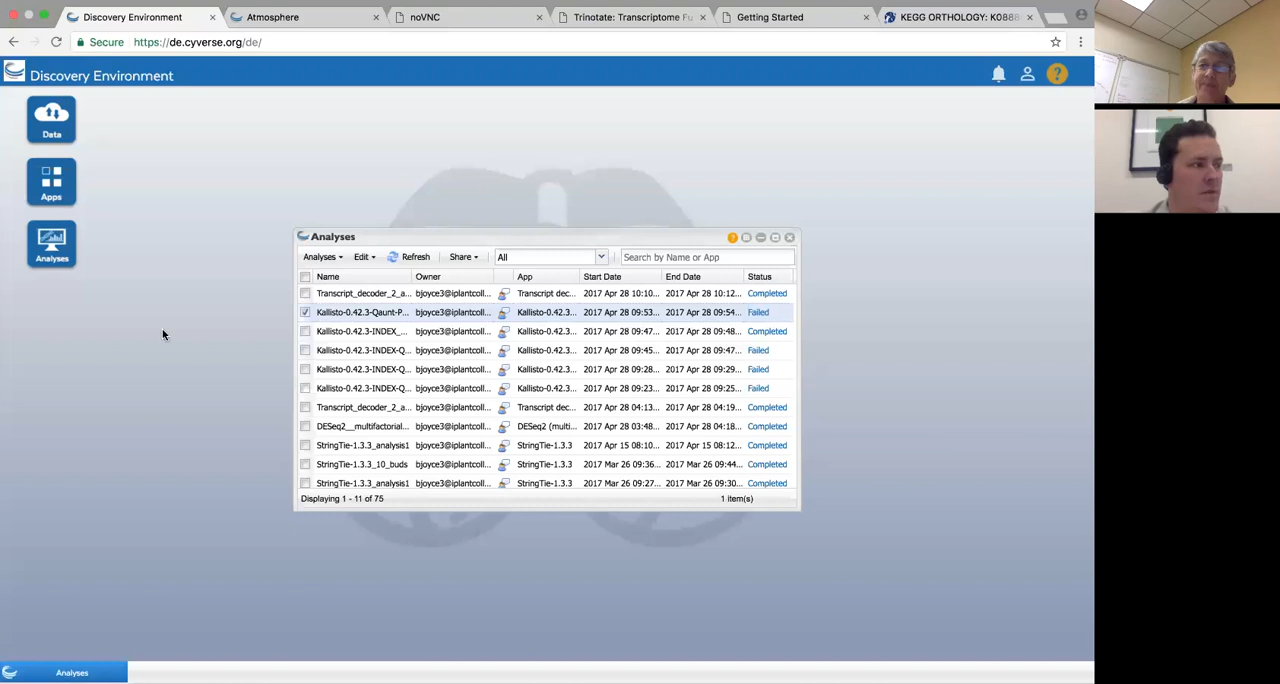 Discovery Environment
Atmosphere
noVNC
Trinotate: Transcriptome Fu
Getting Started
KEGG ORTHOLOGY: K088
Secure https://de.cyverse.org/de/
Discovery Environment
?
Data
Apps
Analyses
Analyses
?
Analyses Edit Refresh Share All Search by Name or App
Name Owner App Start Date End Date Status
Transcript_decoder_2_a... bjoyce3@iplantcoll... Transcript dec... 2017 Apr 28 10:10... 2017 Apr 28 10:12... Completed
Kallisto-0.42.3-Qaunt-P... bjoyce3@iplantcoll... Kallisto-0.42.3... 2017 Apr 28 09:53... 2017 Apr 28 09:54... Failed
Kallisto-0.42.3-INDEX_... bjoyce3@iplantcoll... Kallisto-0.42.3... 2017 Apr 28 09:47... 2017 Apr 28 09:48... Completed
Kallisto-0.42.3-INDEX-Q... bjoyce3@iplantcoll... Kallisto-0.42.3... 2017 Apr 28 09:45... 2017 Apr 28 09:47... Failed
Kallisto-0.42.3-INDEX-Q... bjoyce3@iplantcoll... Kallisto-0.42.3... 2017 Apr 28 09:28... 2017 Apr 28 09:29... Failed
Kallisto-0.42.3-INDEX-Q... bjoyce3@iplantcoll... Kallisto-0.42.3... 2017 Apr 28 09:23... 2017 Apr 28 09:25... Failed
Transcript_decoder_2_a... bjoyce3@iplantcoll... Transcript dec... 2017 Apr 28 04:13... 2017 Apr 28 04:19... Completed
DESeq2__multifactorial... bjoyce3@iplantcoll... DESeq2 (multi... 2017 Apr 28 03:48... 2017 Apr 28 04:18... Completed
StringTie-1.3.3_analysis1 bjoyce3@iplantcoll... StringTie-1.3.3 2017 Apr 15 08:10... 2017 Apr 15 08:12... Completed
StringTie-1.3.3_10_buds bjoyce3@iplantcoll... StringTie-1.3.3 2017 Mar 26 09:36... 2017 Mar 26 09:44... Completed
StringTie-1.3.3_analysis1 bjoyce3@iplantcoll... StringTie-1.3.3 2017 Mar 26 09:27... 2017 Mar 26 09:30... Completed
Displaying 1 - 11 of 75 1 item(s)
Analyses